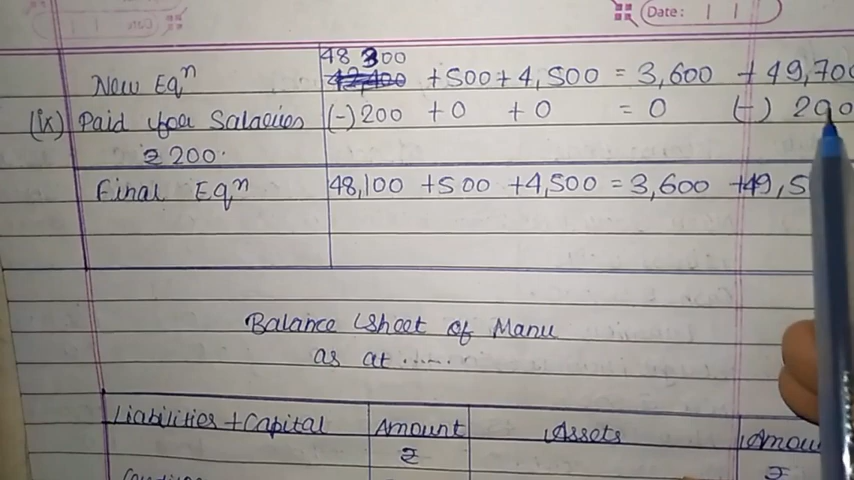 Date :
48,300
New Eqn 42,400 +500 + 4,500 = 3,600 + 49,700
(ix) Paid for Salaries (-) 200 + 0 + 0 = 0 (-) 200
₹ 200.
Final Eqn 48,100 +500 +4,500 = 3,600 +49,5
Balance Sheet of Manu
as at ......
Liabilities + Capital Amount Assets Amou
₹ ₹